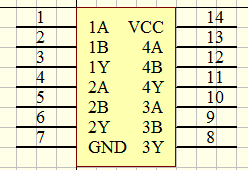 1 1A VCC 14
2 1B 4A 13
3 1Y 4B 12
4 2A 4Y 11
5 2B 3A 10
6 2Y 3B 9
7 GND 3Y 8